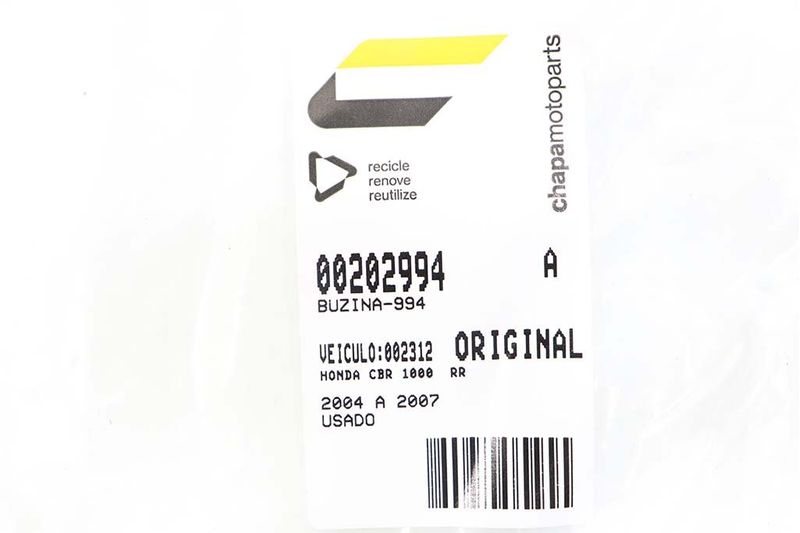 chapamotoparts
recicle
renove
reutilize
00202994 A
BUZINA-994
VEICULO:002312 ORIGINAL
HONDA CBR 1000 RR
2004 A 2007
USADO